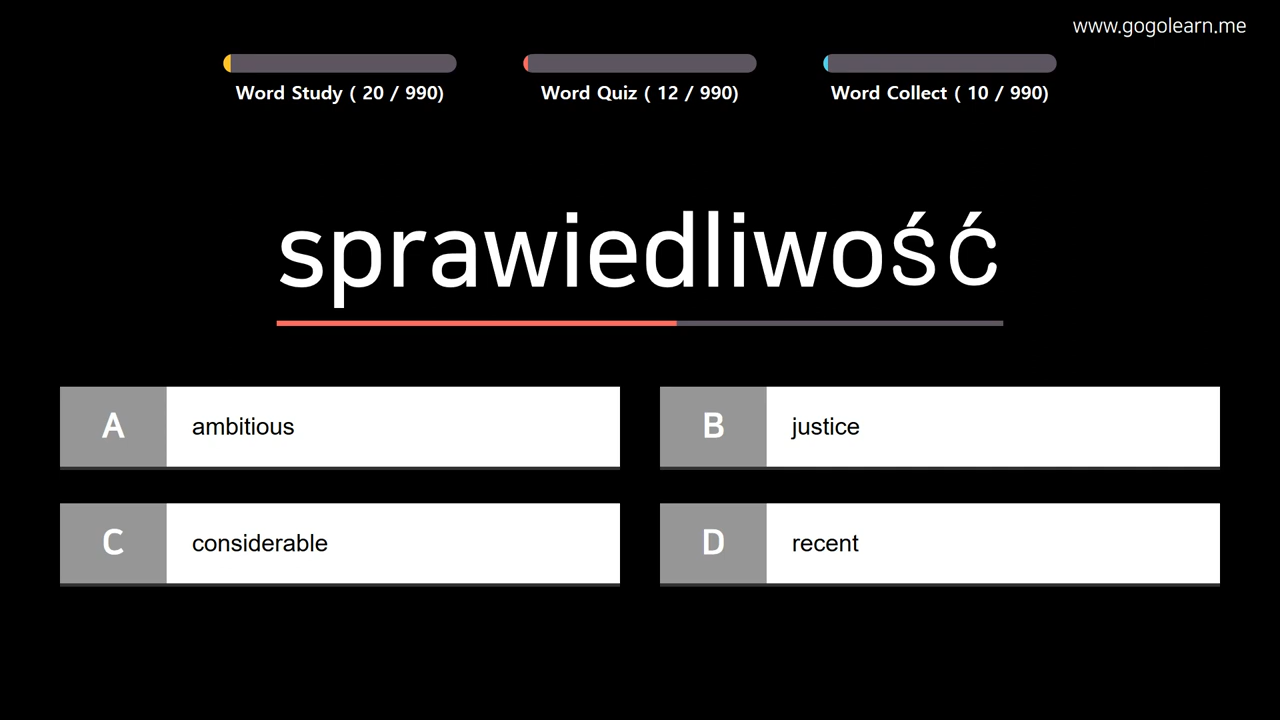 www.gogolearn.me
Word Study ( 20 / 990)
Word Quiz ( 12 / 990)
Word Collect ( 10 / 990)
sprawiedliwość
A ambitious
B justice
C considerable
D recent